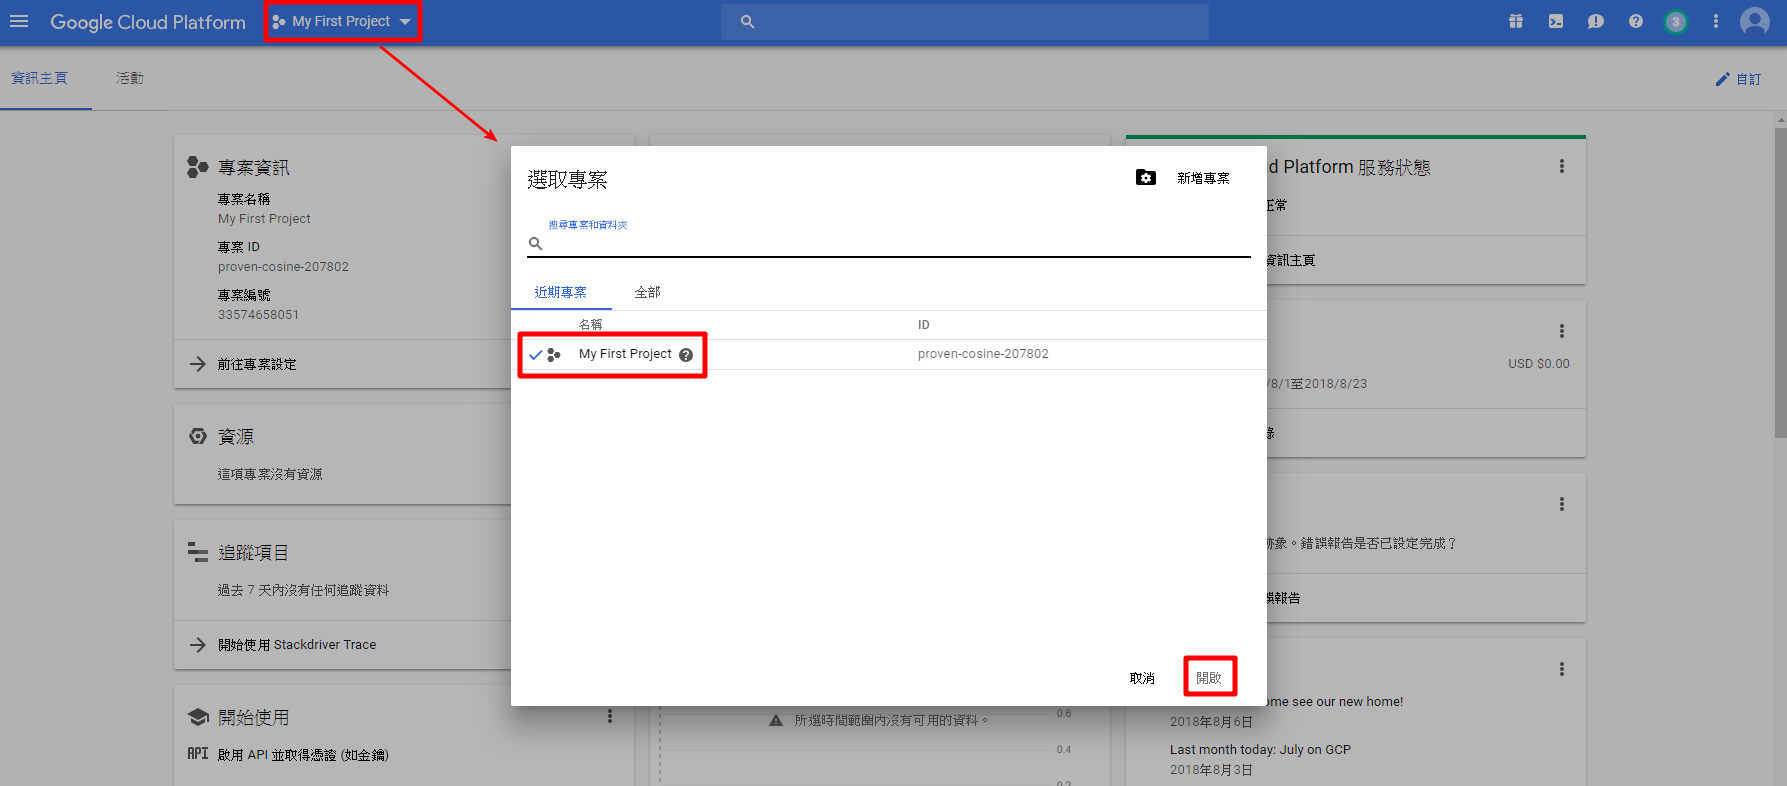 Google Cloud Platform
My First Project
3
資訊主頁
活動
自訂
專案資訊
專案名稱
My First Project
專案 ID
proven-cosine-207802
專案編號
33574658051
前往專案設定
資源
這項專案沒有資源
追蹤項目
過去 7 天內沒有任何追蹤資料
開始使用 Stackdriver Trace
開始使用
API 啟用 API 並取得憑證 (如金鑰)
選取專案
新增專案
搜尋專案和資料夾
近期專案
全部
名稱
ID
My First Project
proven-cosine-207802
取消
開啟
所選時間範圍內沒有可用的資料。
0.6
0.4
d Platform 服務狀態
正常
資訊主頁
USD $0.00
/8/1至2018/8/23
錄
跡象。錯誤報告是否已設定完成？
誤報告
ome see our new home!
2018年8月6日
Last month today: July on GCP
2018年8月3日